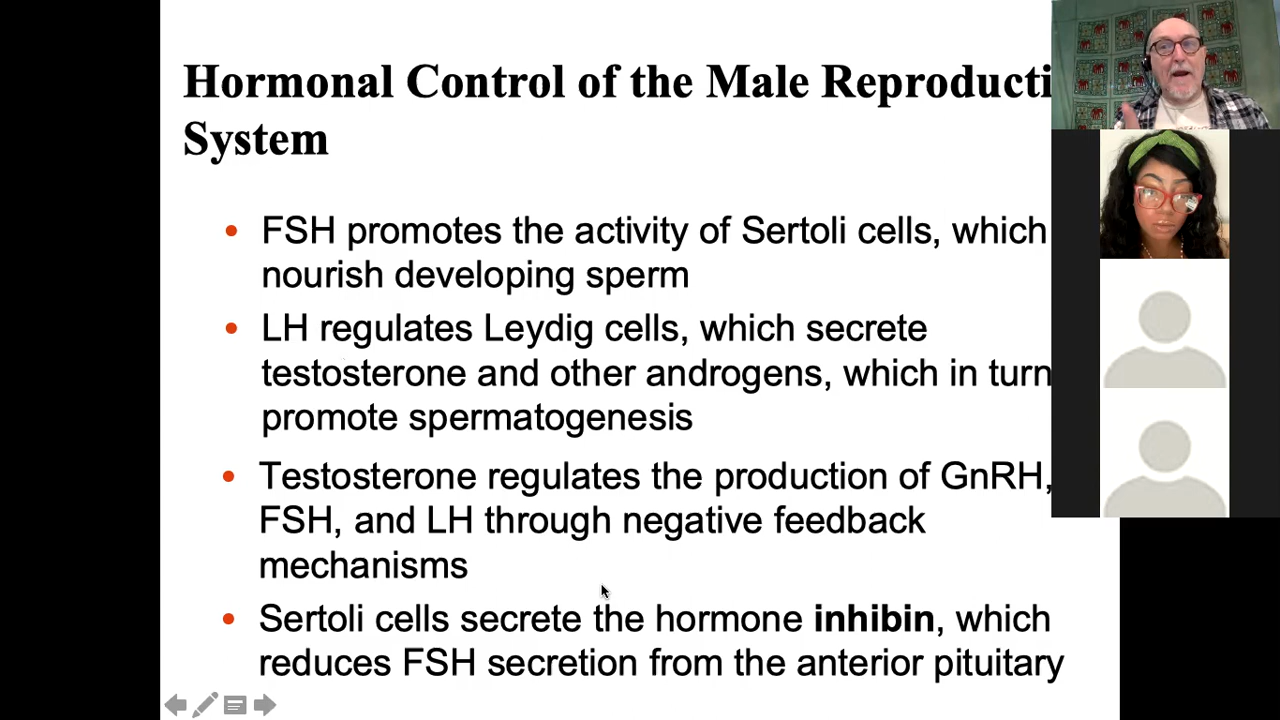 Hormonal Control of the Male Reproducti
System
• FSH promotes the activity of Sertoli cells, which
nourish developing sperm
• LH regulates Leydig cells, which secrete
testosterone and other androgens, which in turn
promote spermatogenesis
• Testosterone regulates the production of GnRH,
FSH, and LH through negative feedback
mechanisms
• Sertoli cells secrete the hormone inhibin, which
reduces FSH secretion from the anterior pituitary